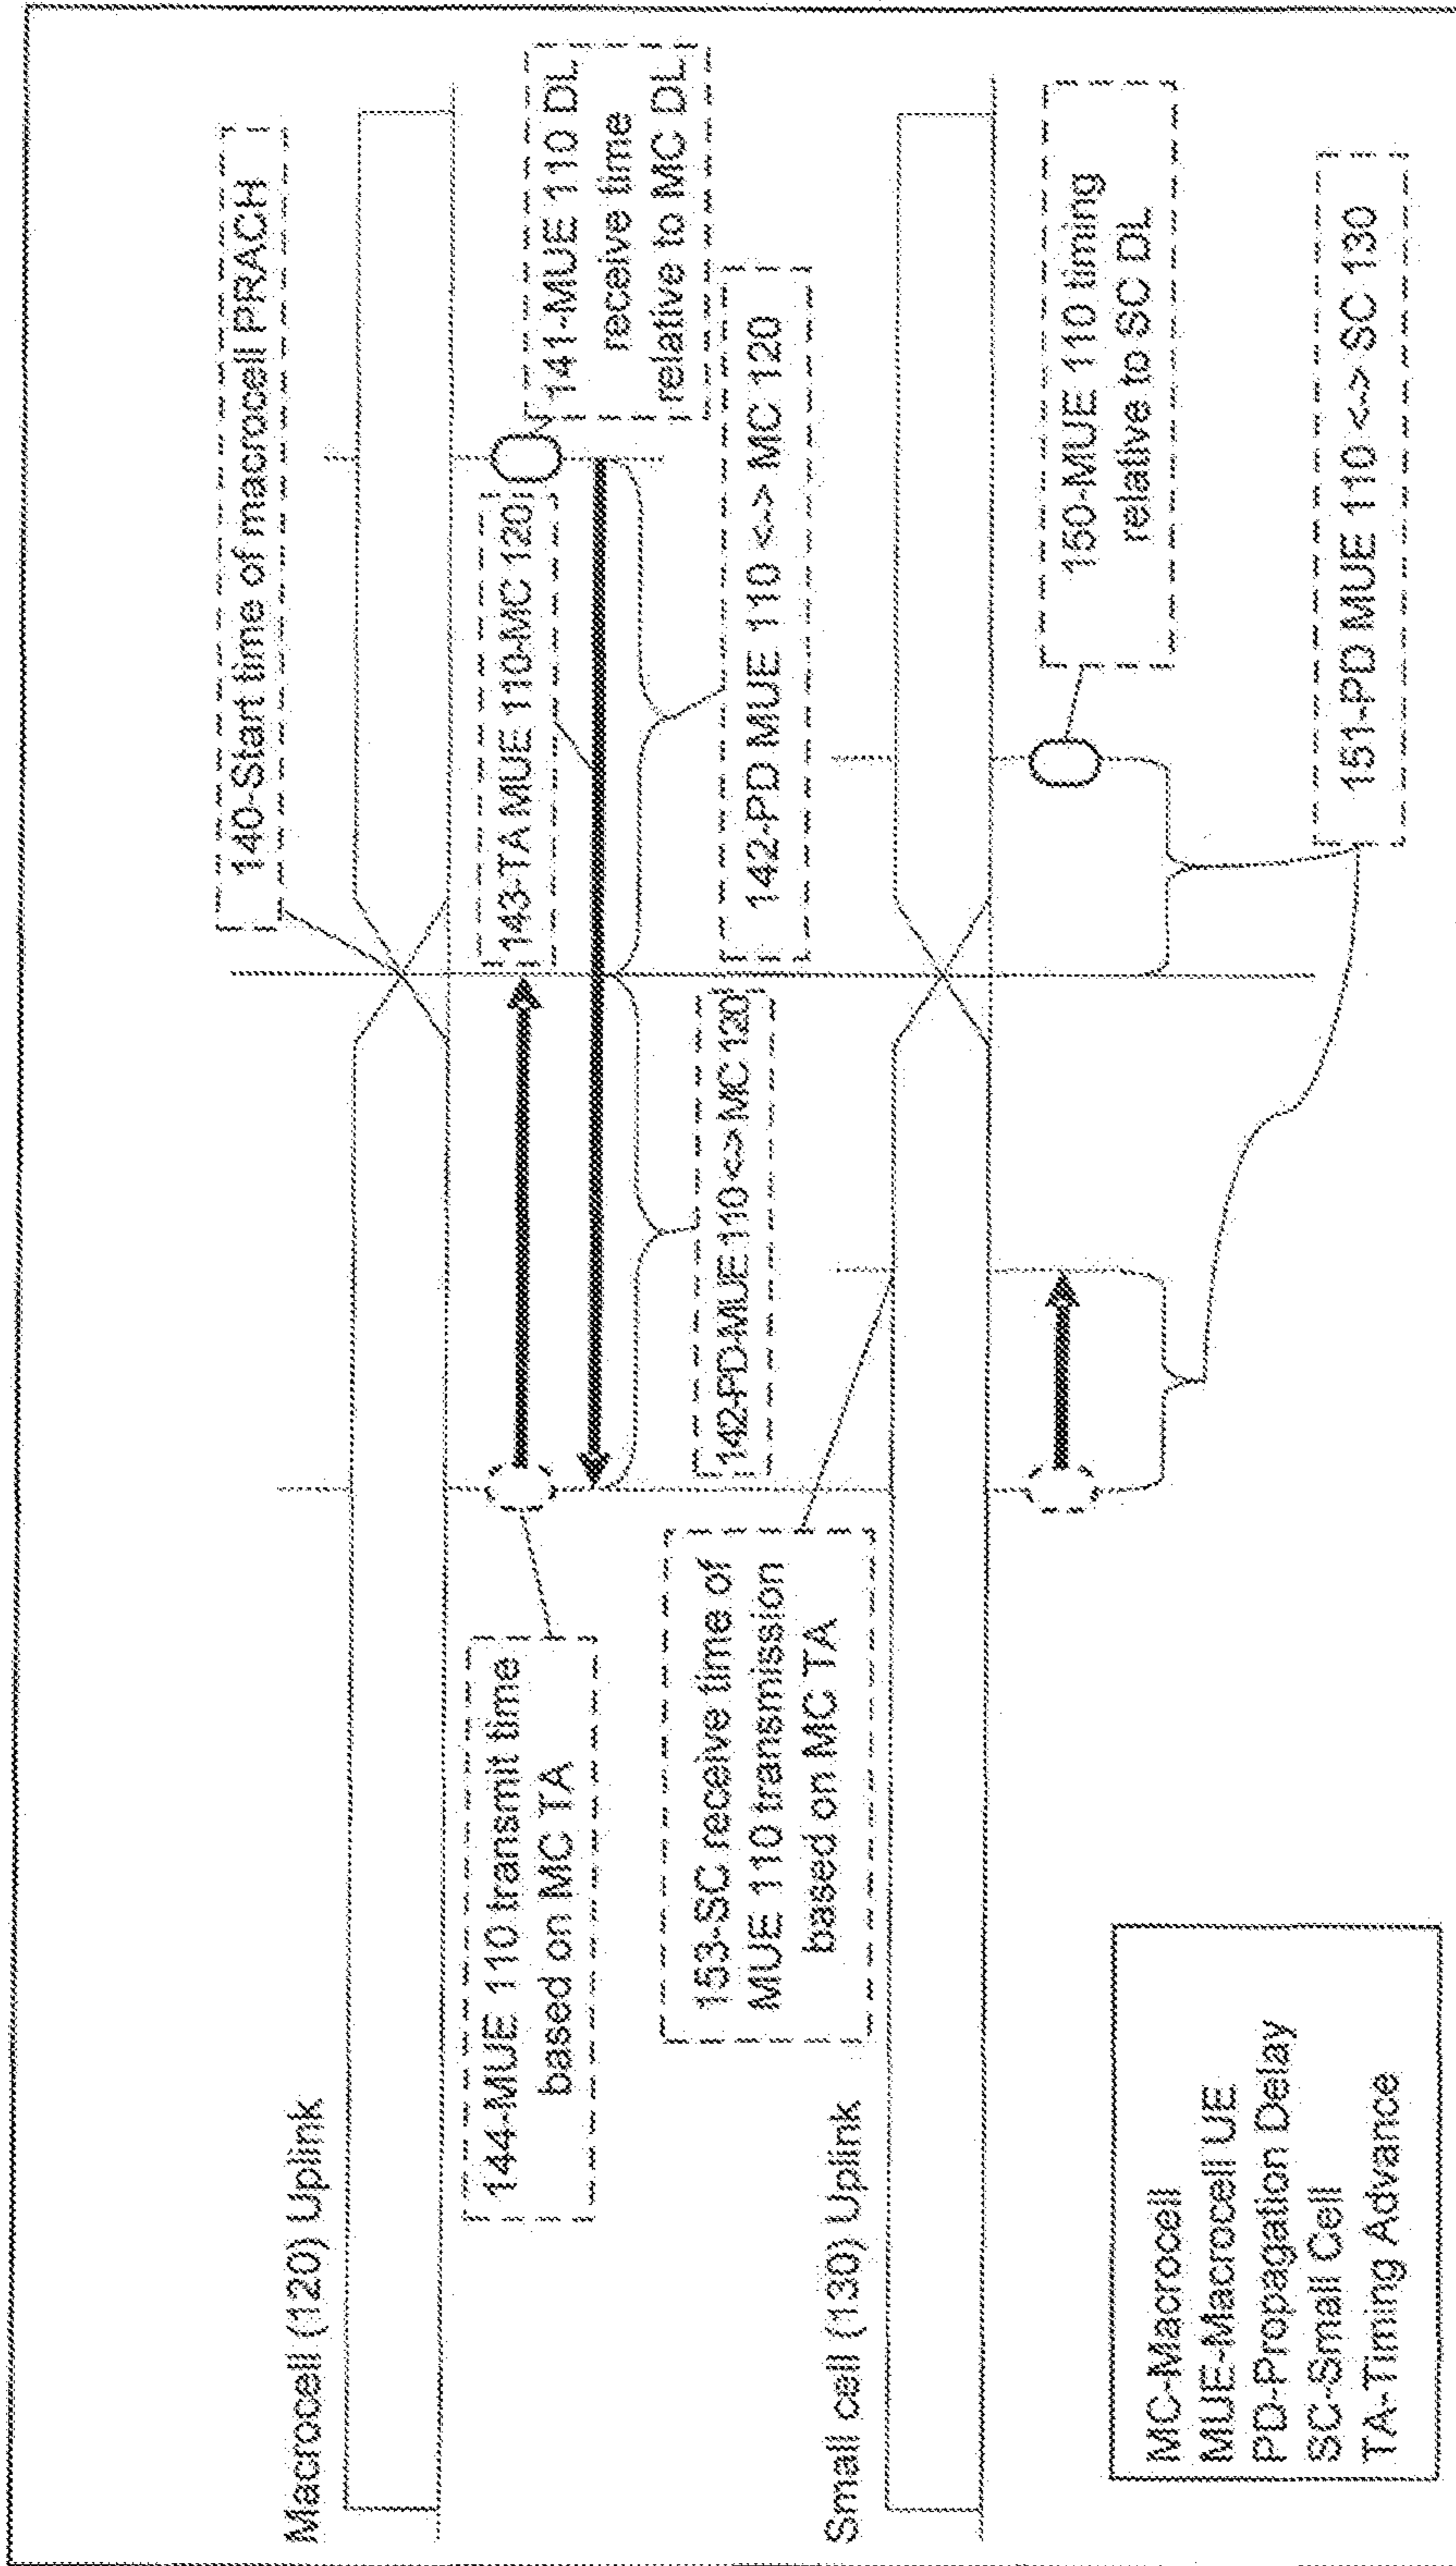 Macrocell (120) Uplink
140-Start time of macrocell PRACH
144-MUE 110 transmit time
based on MC TA
143-TA MUE 110-MC 120
141-MUE 110 DL
receive time
relative to MC DL
142-PD MUE 110 <-> MC 120
142-PD MUE 110 <-> MC 120
153-SC receive time of
MUE 110 transmission
based on MC TA
Small cell (130) Uplink
150-MUE 110 timing
relative to SC DL
151-PD MUE 110 <-> SC 130
MC-Macrocell
MUE-Macrocell UE
PD-Propagation Delay
SC-Small Cell
TA-Timing Advance